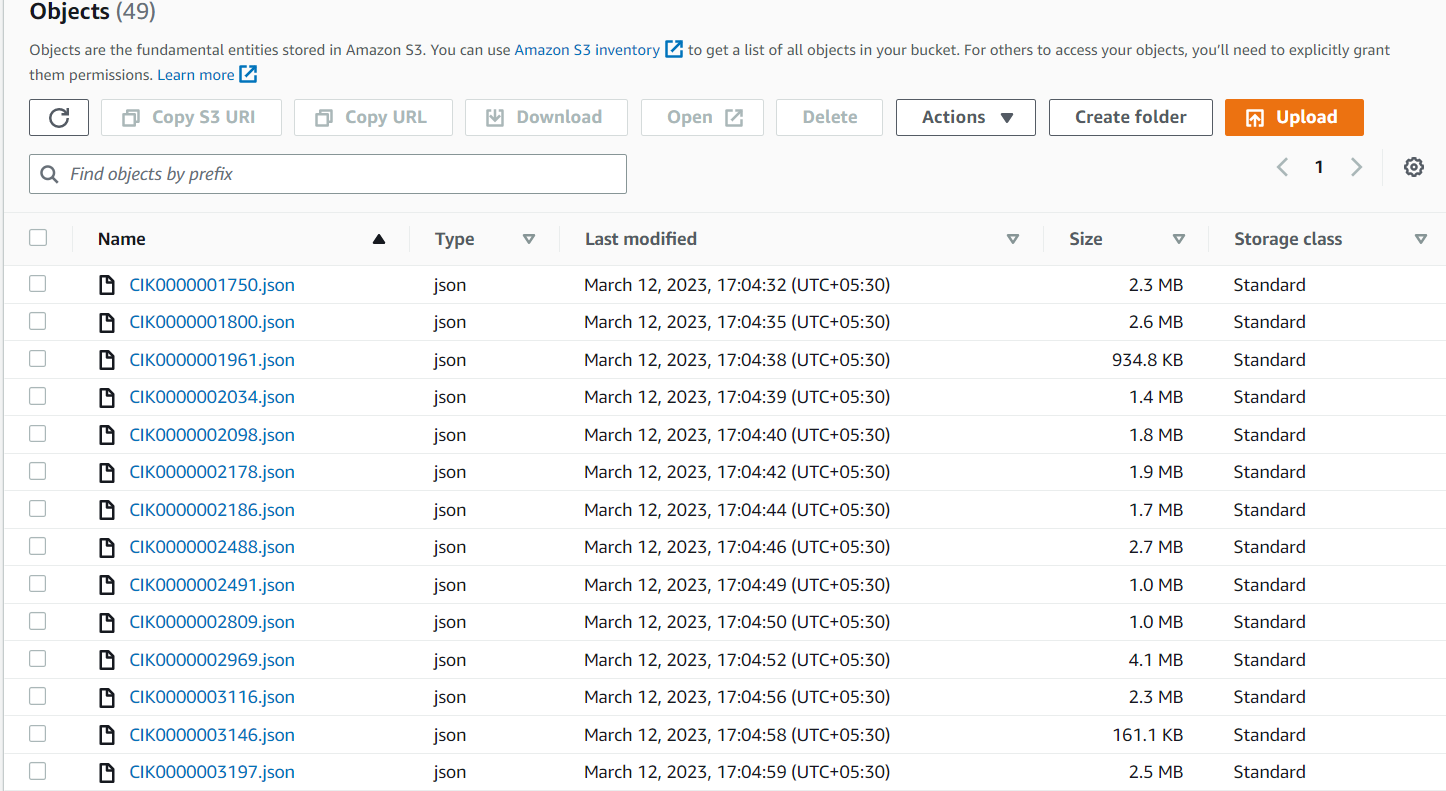 Objects (49)
Objects are the fundamental entities stored in Amazon S3. You can use Amazon S3 inventory to get a list of all objects in your bucket. For others to access your objects, you'll need to explicitly grant
them permissions. Learn more
Copy S3 URI Copy URL Download Open Delete Actions Create folder Upload
Find objects by prefix 1
Name Type Last modified Size Storage class
CIK0000001750.json json March 12, 2023, 17:04:32 (UTC+05:30) 2.3 MB Standard
CIK0000001800.json json March 12, 2023, 17:04:35 (UTC+05:30) 2.6 MB Standard
CIK0000001961.json json March 12, 2023, 17:04:38 (UTC+05:30) 934.8 KB Standard
CIK0000002034.json json March 12, 2023, 17:04:39 (UTC+05:30) 1.4 MB Standard
CIK0000002098.json json March 12, 2023, 17:04:40 (UTC+05:30) 1.8 MB Standard
CIK0000002178.json json March 12, 2023, 17:04:42 (UTC+05:30) 1.9 MB Standard
CIK0000002186.json json March 12, 2023, 17:04:44 (UTC+05:30) 1.7 MB Standard
CIK0000002488.json json March 12, 2023, 17:04:46 (UTC+05:30) 2.7 MB Standard
CIK0000002491.json json March 12, 2023, 17:04:49 (UTC+05:30) 1.0 MB Standard
CIK0000002809.json json March 12, 2023, 17:04:50 (UTC+05:30) 1.0 MB Standard
CIK0000002969.json json March 12, 2023, 17:04:52 (UTC+05:30) 4.1 MB Standard
CIK0000003116.json json March 12, 2023, 17:04:56 (UTC+05:30) 2.3 MB Standard
CIK0000003146.json json March 12, 2023, 17:04:58 (UTC+05:30) 161.1 KB Standard
CIK0000003197.json json March 12, 2023, 17:04:59 (UTC+05:30) 2.5 MB Standard